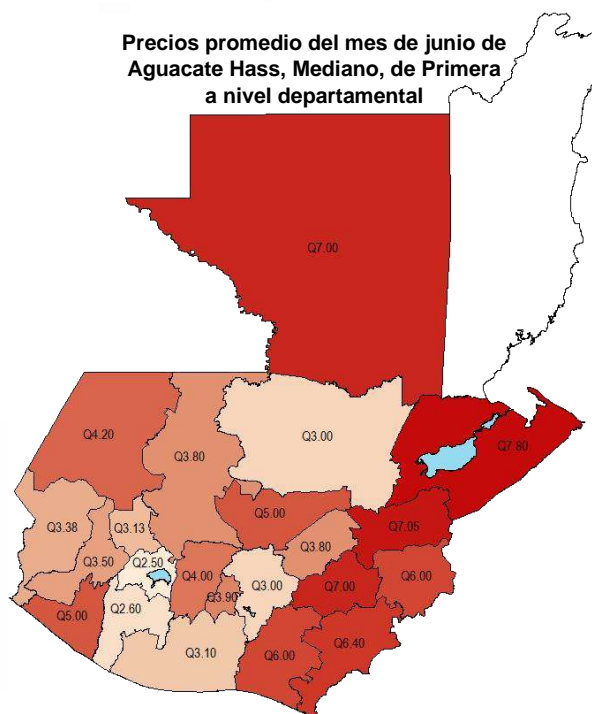 Precios promedio del mes de junio de
Aguacate Hass, Mediano, de Primera
a nivel departamental
Q7.00
Q4.20
Q3.80
Q3.00
Q7.80
Q5.00
Q7.05
Q3.38
Q3.13
Q3.80
Q3.50
Q2.50
Q4.00
Q3.00
Q7.00
Q6.00
Q3.90
Q5.00
Q2.60
Q3.10
Q6.00
Q6.40